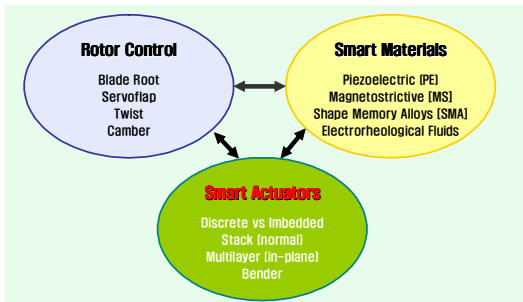 Rotor Control
Blade Root
Servoflap
Twist
Camber
Smart Materials
Piezoelectric [PE]
Magnetostrictive [MS]
Shape Memory Alloys [SMA]
Electrorheological Fluids
Smart Actuators
Discrete vs Imbedded
Stack [normal]
Multilayer [in-plane]
Bender